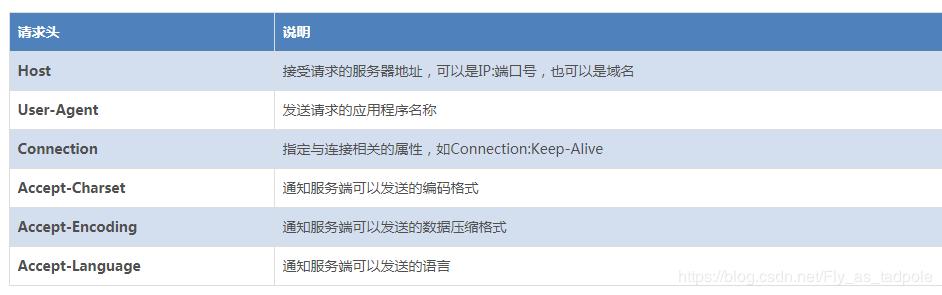 请求头 说明
Host 接受请求的服务器地址，可以是IP:端口号，也可以是域名
User-Agent 发送请求的应用程序名称
Connection 指定与连接相关的属性，如Connection:Keep-Alive
Accept-Charset 通知服务端可以发送的编码格式
Accept-Encoding 通知服务端可以发送的数据压缩格式
Accept-Language 通知服务端可以发送的语言
https://blog.csdn.net/Fly_as_tadpole